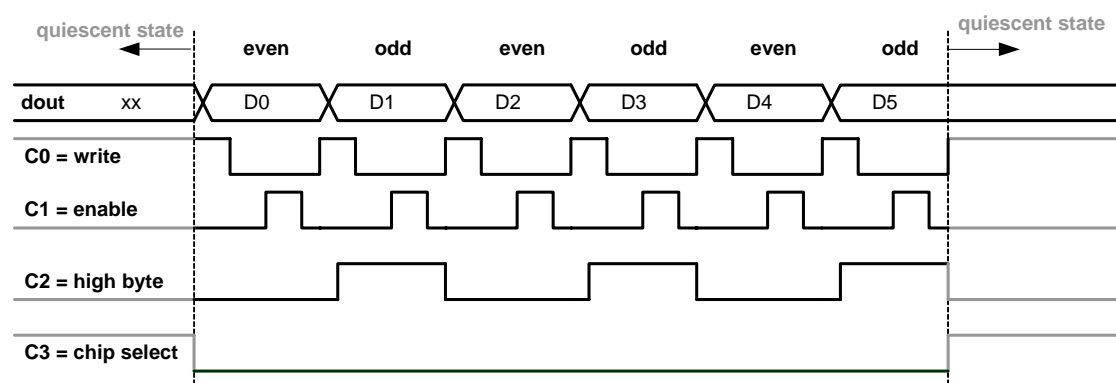 quiescent state
quiescent state
even odd even odd even odd
dout xx D0 D1 D2 D3 D4 D5
C0 = write
C1 = enable
C2 = high byte
C3 = chip select